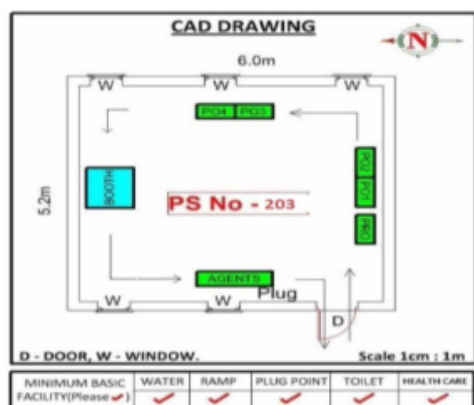 CAD DRAWING
N
6.0m
W W W
PO4 PO3
PO2
PO1
BOOTH
5.2m
PS No - 203
PRO
AGENTS
Plug
W W
D
D - DOOR, W - WINDOW. Scale 1cm : 1m
MINIMUM BASIC FACILITY(Please ✓) WATER RAMP PLUG POINT TOILET HEALTH CARE
✓ ✓ ✓ ✓ ✓